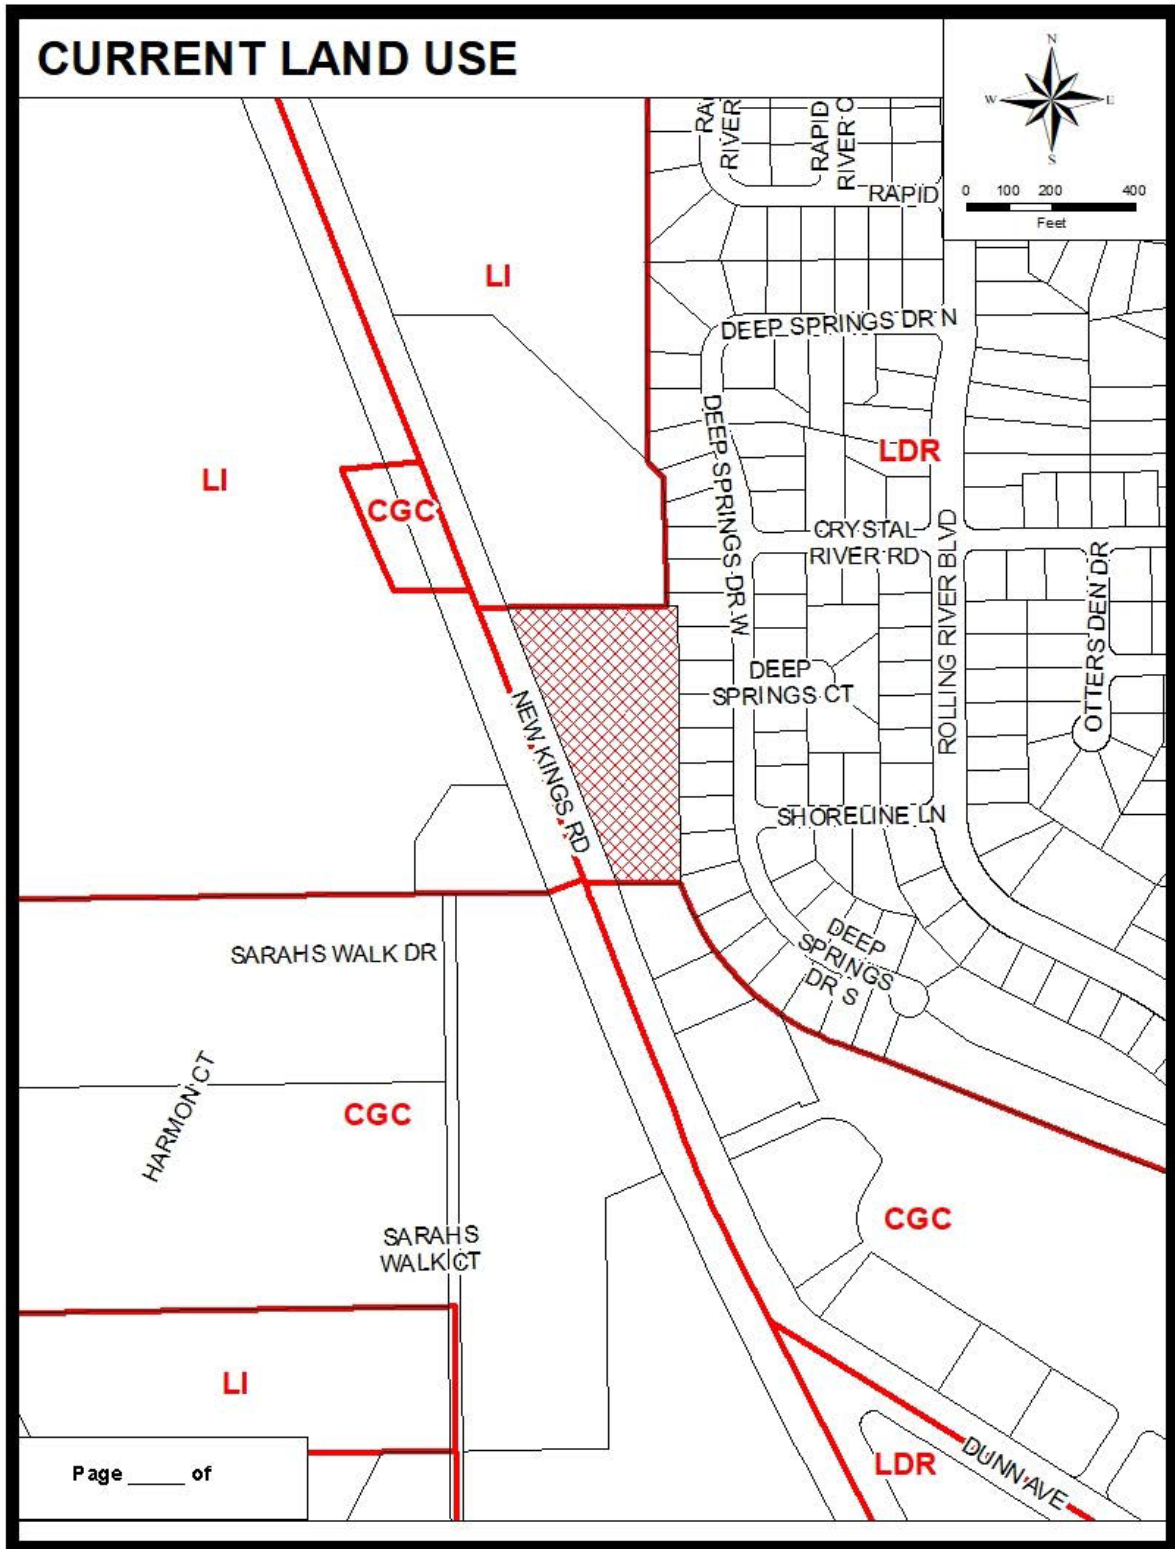 CURRENT LAND USE
N
W
E
S
0 100 200 400
Feet
RIVER
RAPID
RIVER C
RAPID
LI
DEEP SPRINGS DR N
DEEP SPRINGS DR W
LDR
LI
CGC
CRYSTAL
RIVER RD
ROLLING RIVER BLVD
OTTERS DEN DR
DEEP
SPRINGS CT
NEW KINGS RD
SHORELINE LN
DEEP
SPRINGS
DR S
SARAHS WALK DR
HARMON CT
CGC
SARAHS
WALK CT
CGC
LI
LDR
DUNN AVE
Page _____ of